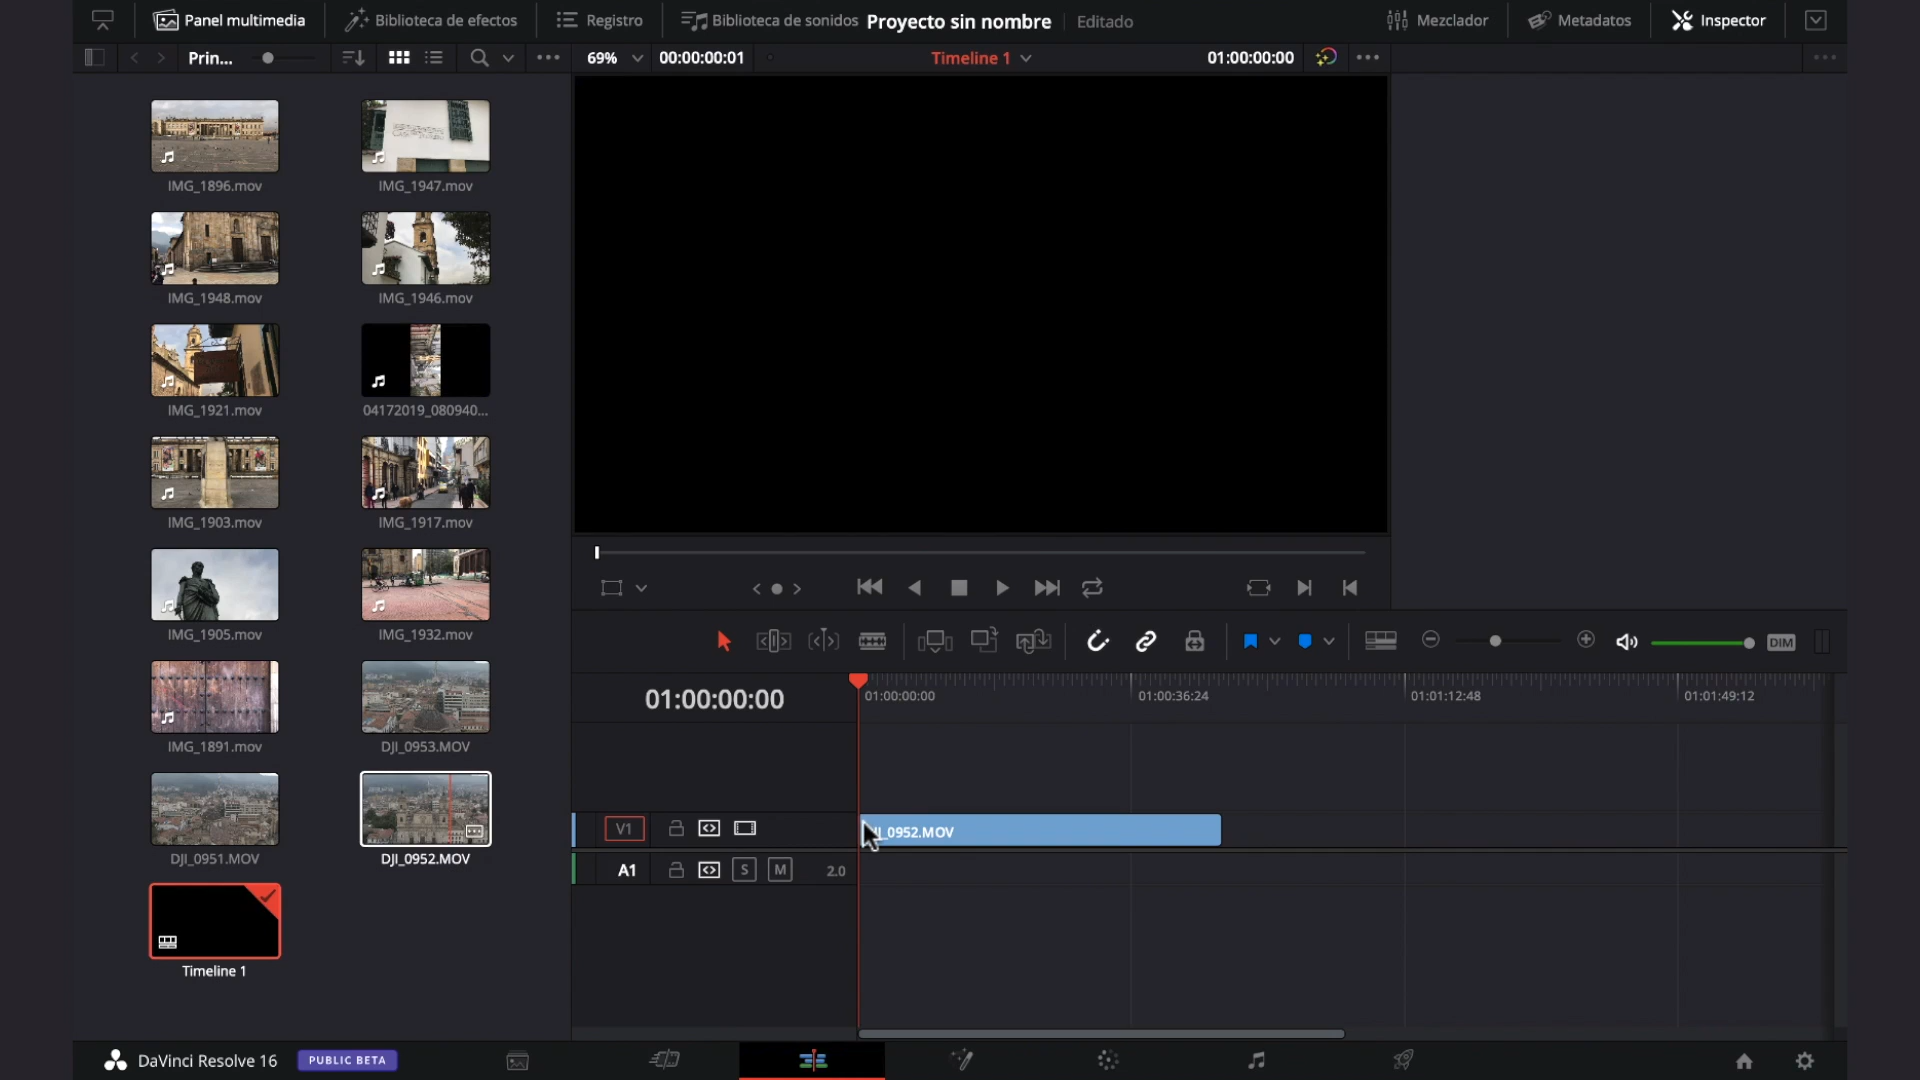 Panel multimedia
Biblioteca de efectos
Registro
Biblioteca de sonidos
Proyecto sin nombre
Editado
Mezclador
Metadatos
Inspector
Prin...
69%
00:00:00:01
Timeline 1
01:00:00:00
IMG_1896.mov
IMG_1947.mov
IMG_1948.mov
IMG_1946.mov
IMG_1921.mov
04172019_080940...
IMG_1903.mov
IMG_1917.mov
IMG_1905.mov
IMG_1932.mov
IMG_1891.mov
DJI_0953.MOV
DJI_0951.MOV
DJI_0952.MOV
Timeline 1
DIM
01:00:00:00
01:00:00:00
01:00:36:24
01:01:12:48
01:01:49:12
V1
_0952.MOV
A1
S
M
2.0
DaVinci Resolve 16
PUBLIC BETA